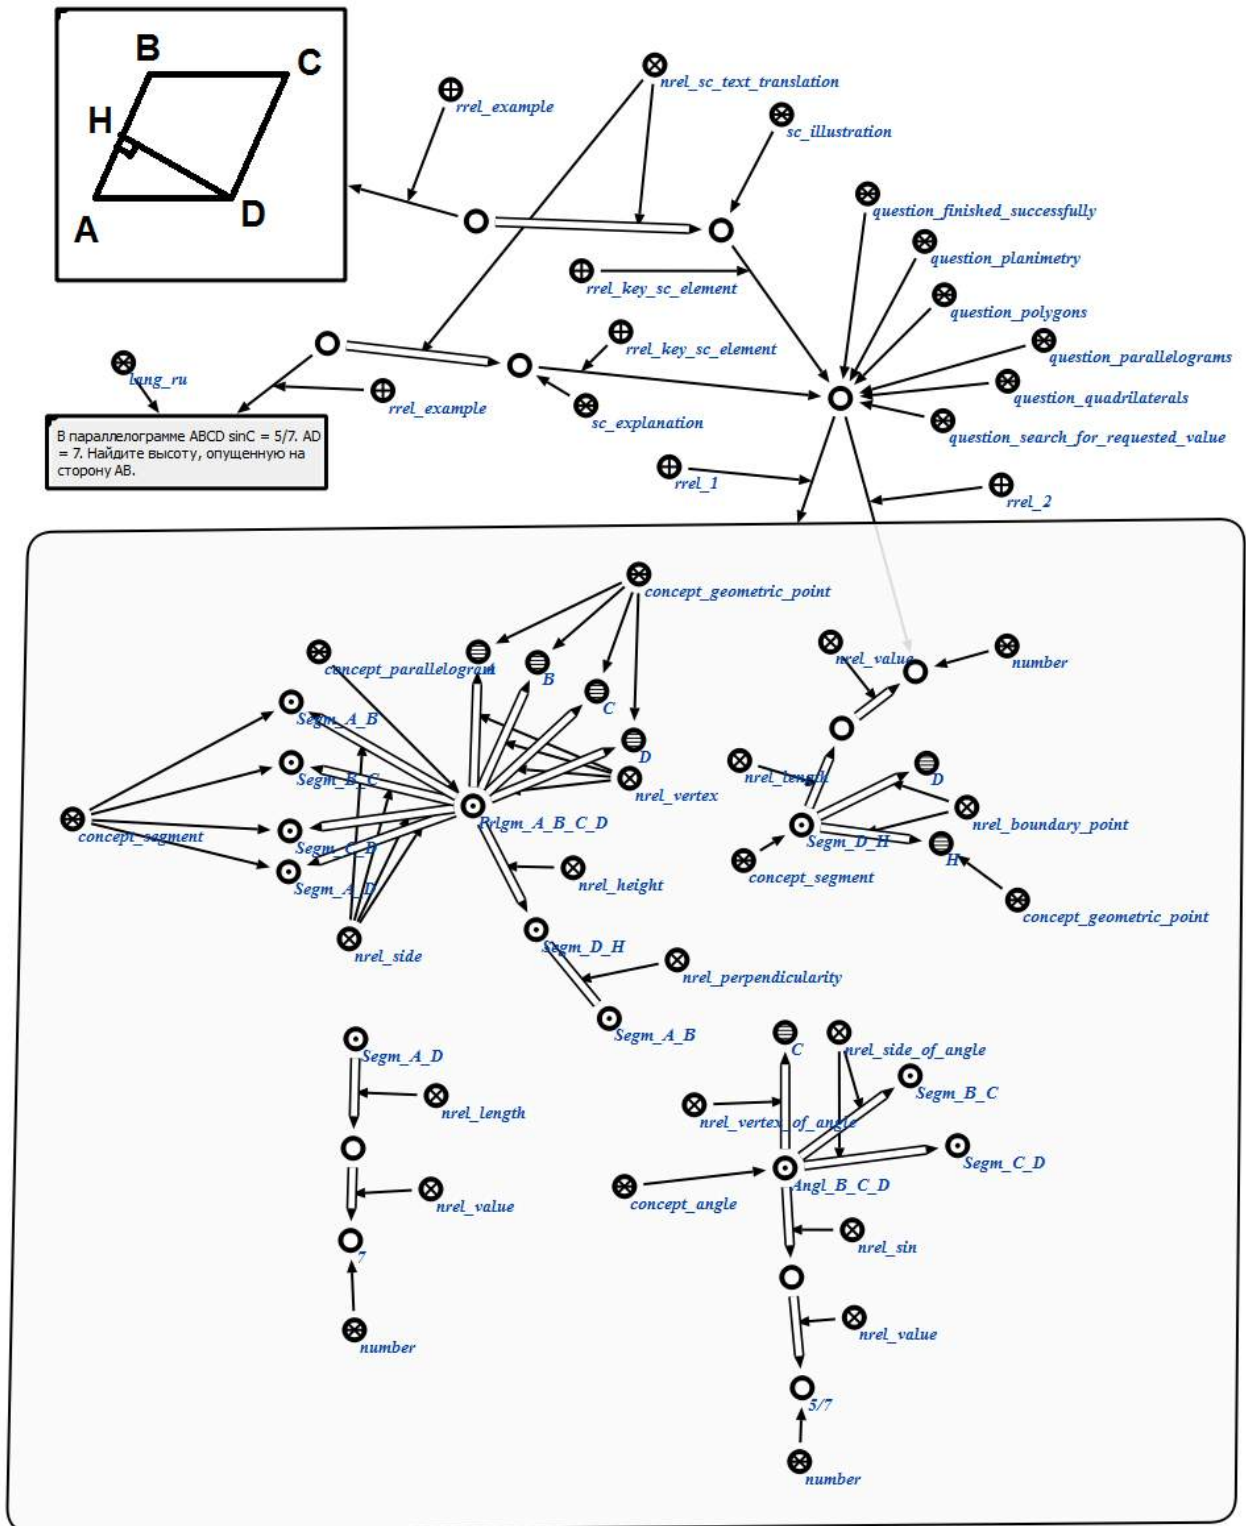 B
C
H
A
D
nrel_sc_text_translation
rrel_example
sc_illustration
question_finished_successfully
question_planimetry
rrel_key_sc_element
question_polygons
rrel_key_sc_element
question_parallelograms
lang_ru
question_quadrilaterals
rrel_example
sc_explanation
question_search_for_requested_value
В параллелограмме ABCD sinC = 5/7. AD
= 7. Найдите высоту, опущенную на
сторону AB.
rrel_1
rrel_2
concept_geometric_point
concept_parallelogram
A
B
C
D
nrel_value
number
Segm_A_B
Segm_B_C
nrel_length
D
nrel_vertex
concept_segment
Prlgm_A_B_C_D
Segm_C_D
Segm_A_D
nrel_height
Segm_D_H
H
nrel_boundary_point
concept_segment
concept_geometric_point
nrel_side
Segm_D_H
nrel_perpendicularity
Segm_A_B
Segm_A_D
nrel_length
nrel_value
7
number
C
nrel_side_of_angle
Segm_B_C
nrel_vertex_of_angle
Segm_C_D
concept_angle
Angl_B_C_D
nrel_sin
nrel_value
5/7
number